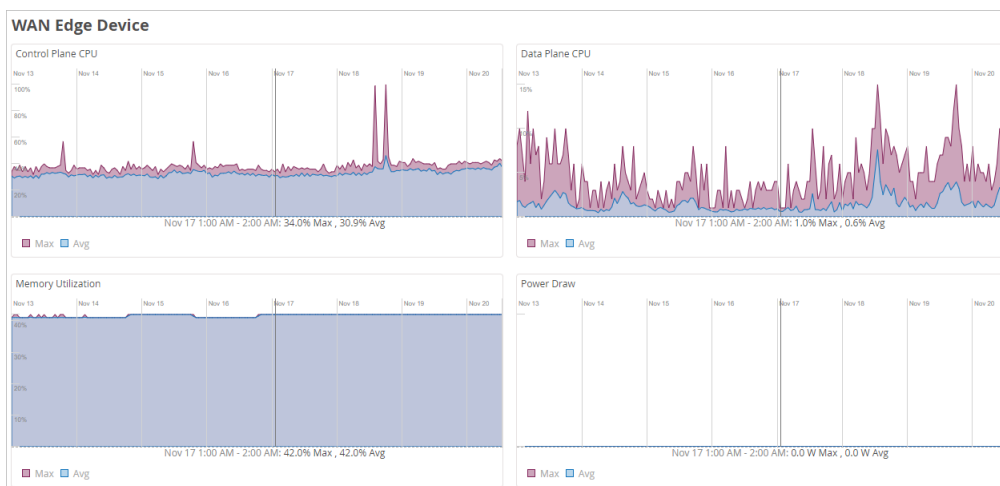 WAN Edge Device
Control Plane CPU
Nov 13 Nov 14 Nov 15 Nov 16 Nov 17 Nov 18 Nov 19 Nov 20
100%
80%
60%
20%
Nov 17 1:00 AM - 2:00 AM: 34.0% Max , 30.9% Avg
Max Avg
Data Plane CPU
Nov 13 Nov 14 Nov 15 Nov 16 Nov 17 Nov 18 Nov 19 Nov 20
15%
Nov 17 1:00 AM - 2:00 AM: 1.0% Max , 0.6% Avg
Max Avg
Memory Utilization
Nov 13 Nov 14 Nov 15 Nov 16 Nov 17 Nov 18 Nov 19 Nov 20
40%
30%
20%
10%
Nov 17 1:00 AM - 2:00 AM: 42.0% Max , 42.0% Avg
Max Avg
Power Draw
Nov 13 Nov 14 Nov 15 Nov 16 Nov 17 Nov 18 Nov 19 Nov 20
Nov 17 1:00 AM - 2:00 AM: 0.0 W Max , 0.0 W Avg
Max Avg